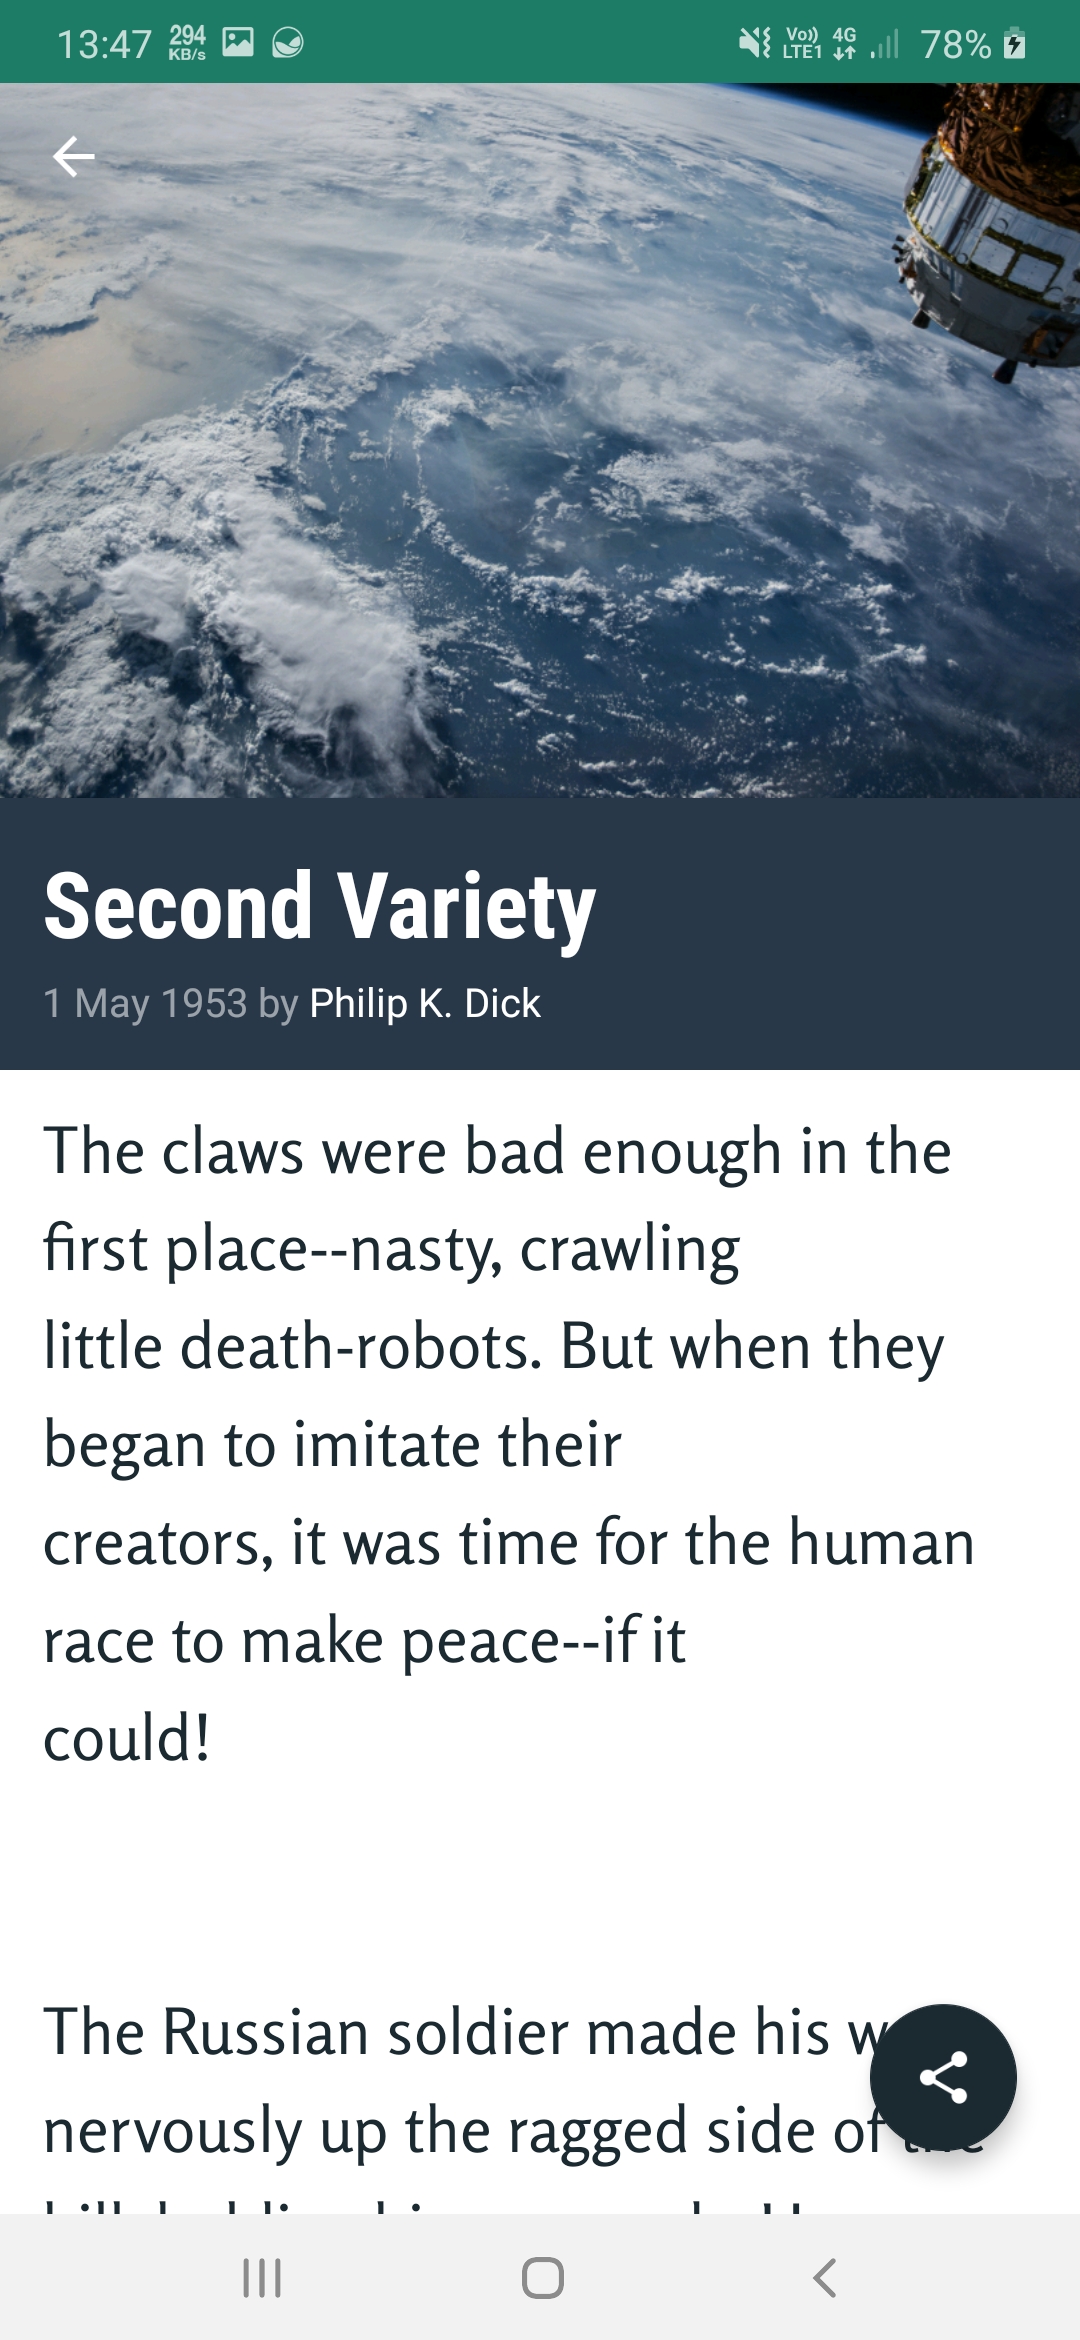 13:47 294 KB/s Vo)) LTE1 4G 78%
Second Variety
1 May 1953 by Philip K. Dick
The claws were bad enough in the
first place--nasty, crawling
little death-robots. But when they
began to imitate their
creators, it was time for the human
race to make peace--if it
could!
The Russian soldier made his
nervously up the ragged side of